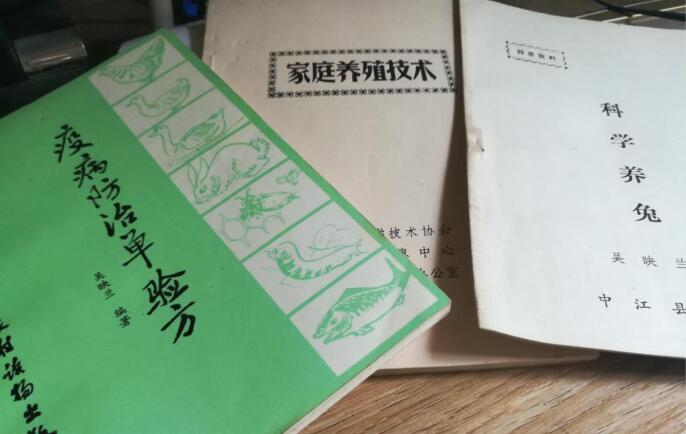 疫病防治单验方
吴映兰 编著
家庭养殖技术
学技术协会
息中心
公室
科普资料
科学养兔
吴映兰
中江县